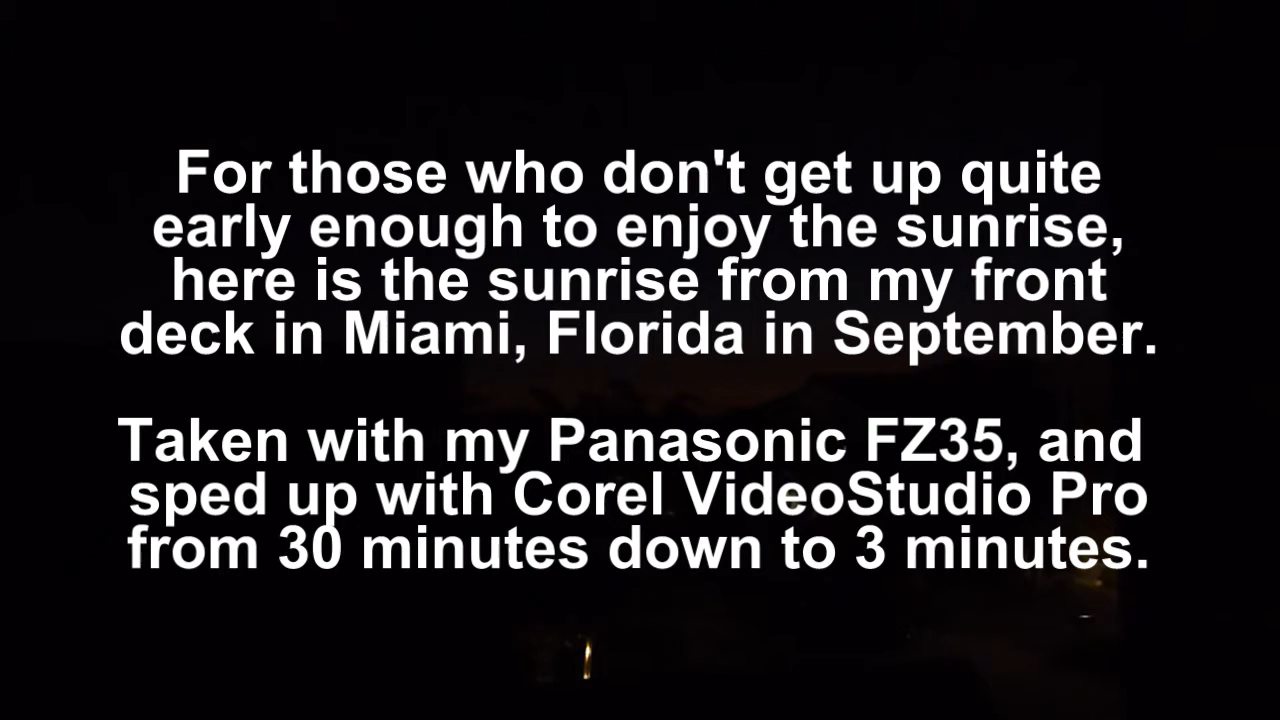 For those who don't get up quite
early enough to enjoy the sunrise,
here is the sunrise from my front
deck in Miami, Florida in September.
Taken with my Panasonic FZ35, and
sped up with Corel VideoStudio Pro
from 30 minutes down to 3 minutes.